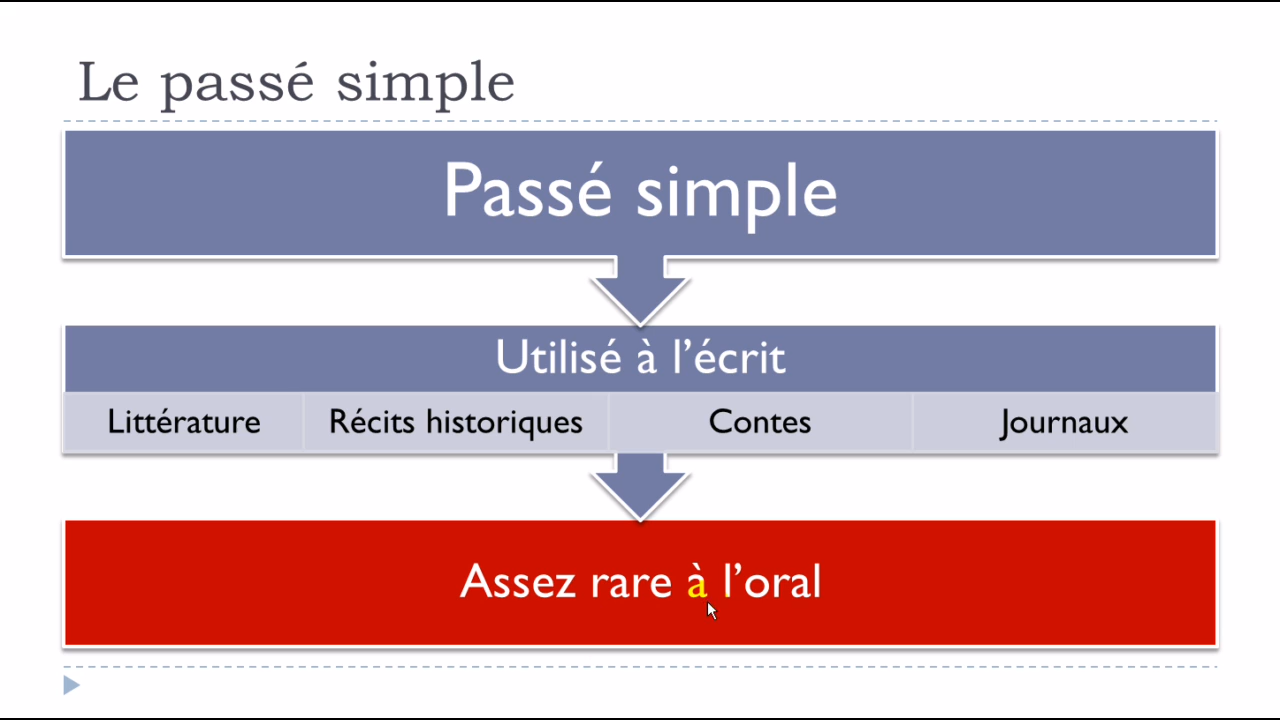 Le passé simple
Passé simple
Utilisé à l’écrit
Littérature Récits historiques Contes Journaux
Assez rare à l’oral